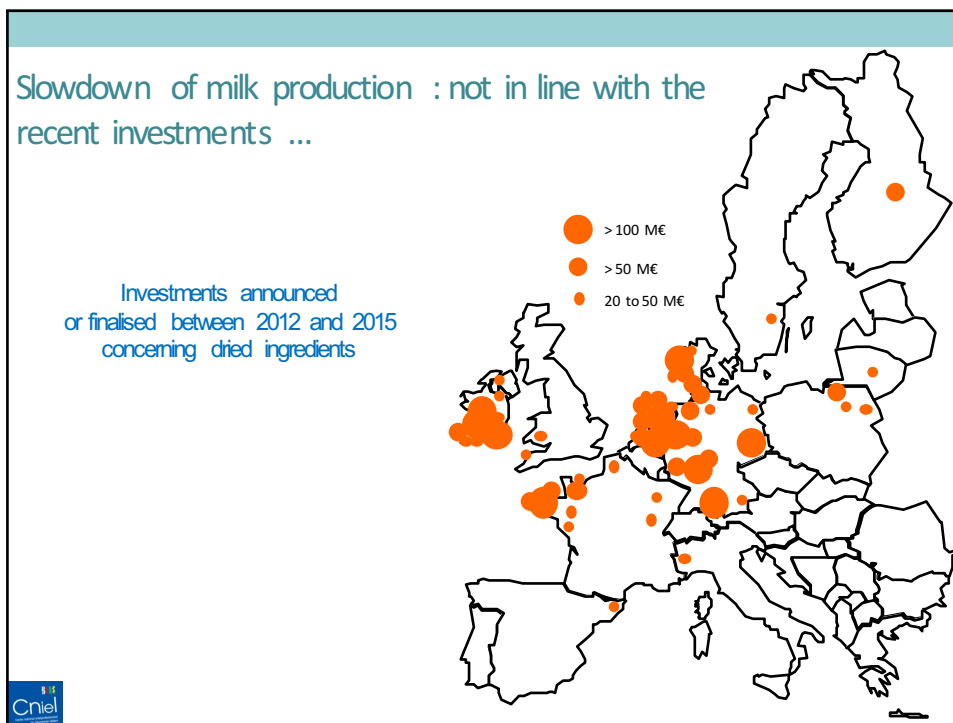 Slowdown of milk production : not in line with the
recent investments ...
> 100 M€
> 50 M€
20 to 50 M€
Investments announced
or finalised between 2012 and 2015
concerning dried ingredients
Cniel